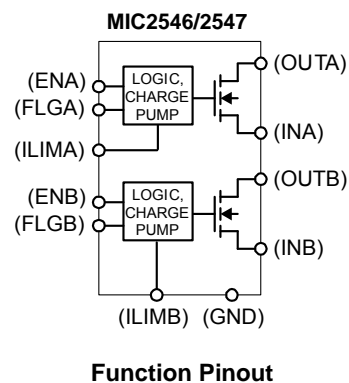 MIC2546/2547
(OUTA)
(ENA)
LOGIC,
CHARGE
PUMP
(FLGA)
(INA)
(ILIMA)
(OUTB)
(ENB)
LOGIC,
CHARGE
PUMP
(FLGB)
(INB)
(ILIMB) (GND)
Function Pinout